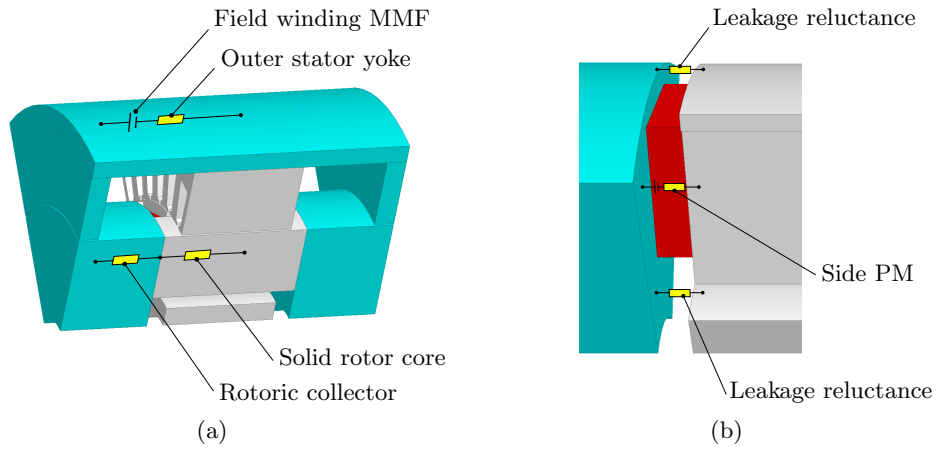 Field winding MMF
Outer stator yoke
Solid rotor core
Rotoric collector
(a)
Leakage reluctance
Side PM
Leakage reluctance
(b)